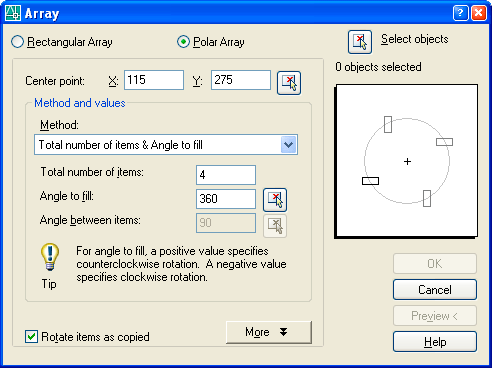 Array
Rectangular Array
Polar Array
Select objects
0 objects selected
Center point: X: 115 Y: 275
Method and values
Method:
Total number of items & Angle to fill
Total number of items: 4
Angle to fill: 360
Angle between items: 90
For angle to fill, a positive value specifies
counterclockwise rotation. A negative value
specifies clockwise rotation.
Tip
Rotate items as copied
More
OK
Cancel
Preview <
Help